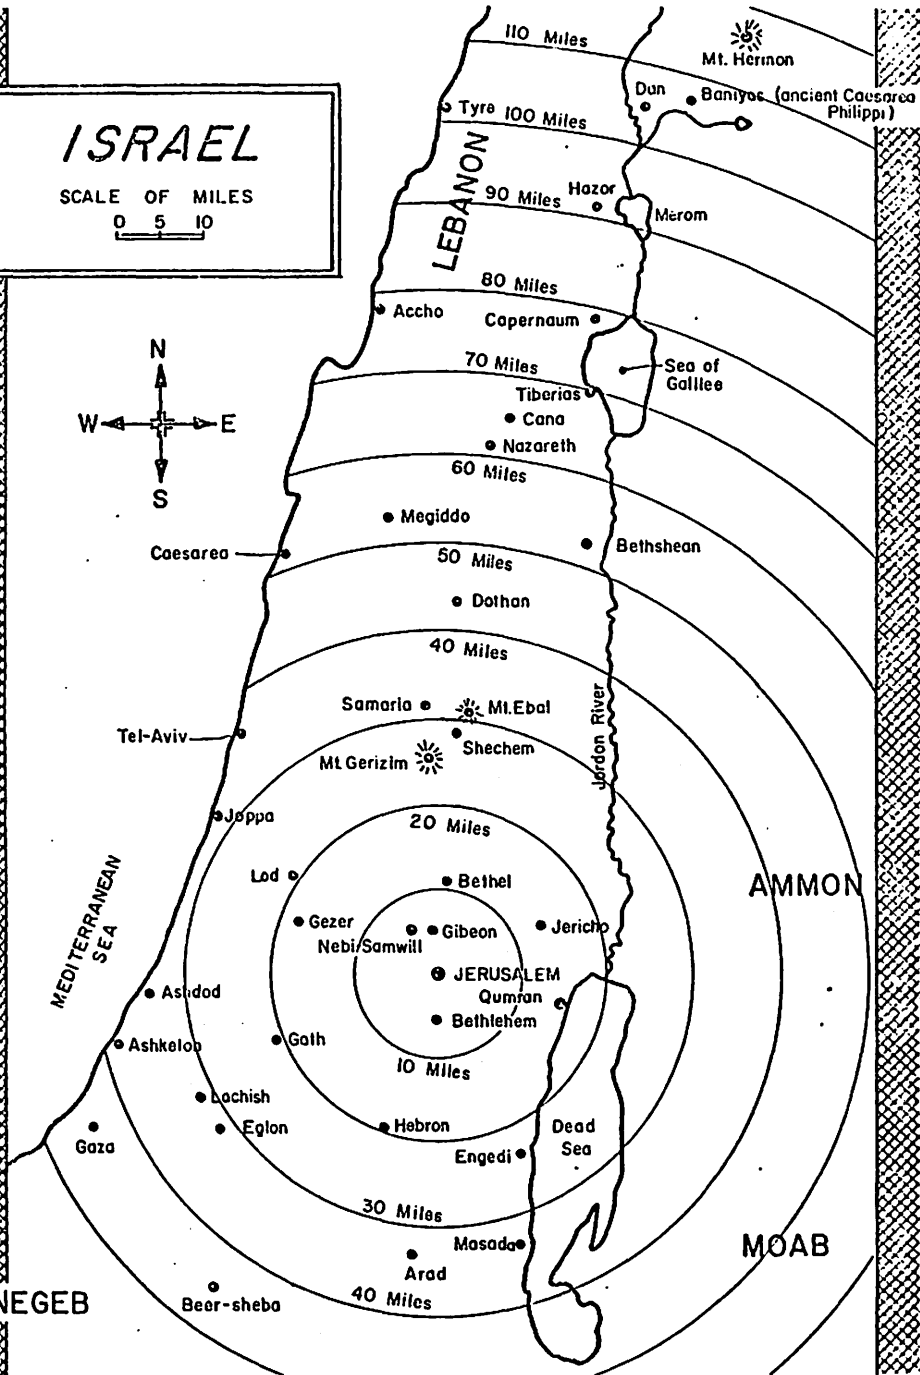 110 Miles
Mt. Hermon
Dan
Baniyas (ancient Caesarea
Philippi)
Tyre
100 Miles
ISRAEL
SCALE OF MILES
0 5 10
LEBANON
Hazor
90 Miles
Merom
80 Miles
Accho
Capernaum
N
W
E
S
70 Miles
Sea of
Galilee
Tiberias
Cana
Nazareth
60 Miles
Megiddo
Caesarea
Bethshean
50 Miles
Dothan
40 Miles
Samaria
Mt. Ebal
Tel-Aviv
Shechem
Mt. Gerizim
Jordon River
Joppa
20 Miles
Lod
Bethel
AMMON
MEDITERRANEAN
SEA
Gezer
Nebi Samwill
Gibeon
Jericho
JERUSALEM
Ashdod
Qumran
Bethlehem
Ashkelon
Gath
10 Miles
Lachish
Eglon
Hebron
Dead
Sea
Gaza
Engedi
30 Miles
Masada
MOAB
Arad
Beer-sheba
40 Miles
NEGEB